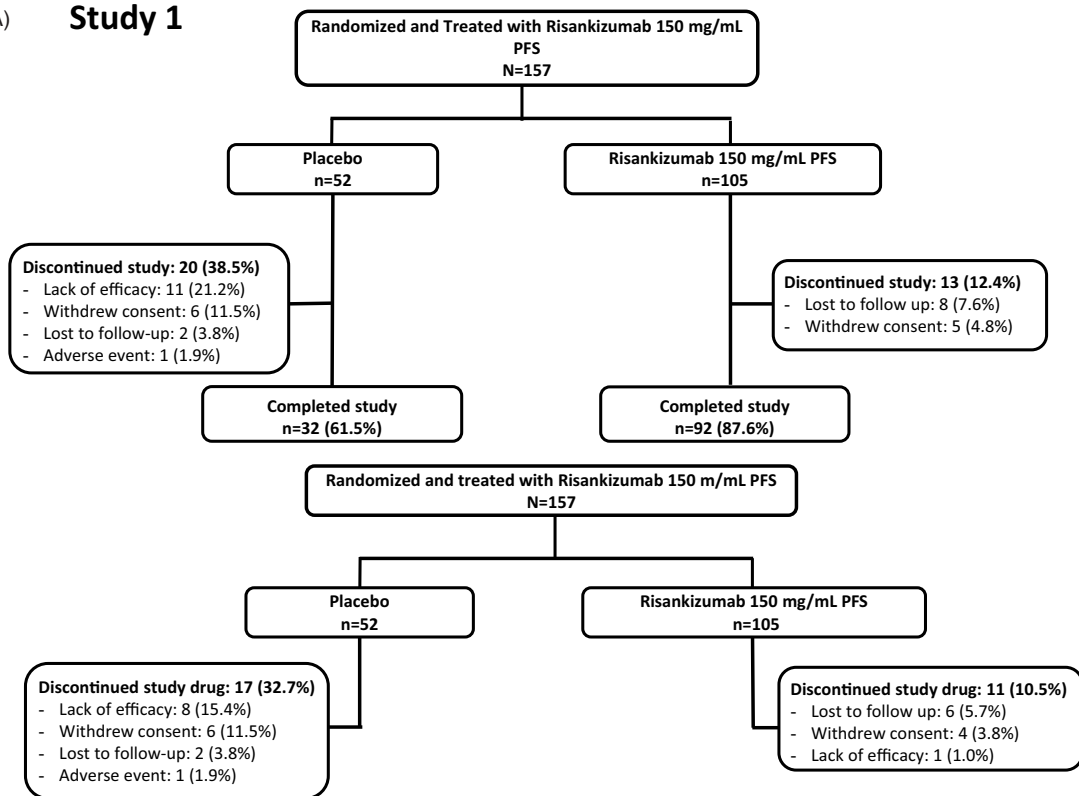 A)
Study 1
Randomized and Treated with Risankizumab 150 mg/mL
PFS
N=157
Placebo
n=52
Risankizumab 150 mg/mL PFS
n=105
Discontinued study: 20 (38.5%)
- Lack of efficacy: 11 (21.2%)
- Withdrew consent: 6 (11.5%)
- Lost to follow-up: 2 (3.8%)
- Adverse event: 1 (1.9%)
Discontinued study: 13 (12.4%)
- Lost to follow up: 8 (7.6%)
- Withdrew consent: 5 (4.8%)
Completed study
n=32 (61.5%)
Completed study
n=92 (87.6%)
Randomized and treated with Risankizumab 150 m/mL PFS
N=157
Placebo
n=52
Risankizumab 150 mg/mL PFS
n=105
Discontinued study drug: 17 (32.7%)
- Lack of efficacy: 8 (15.4%)
- Withdrew consent: 6 (11.5%)
- Lost to follow-up: 2 (3.8%)
- Adverse event: 1 (1.9%)
Discontinued study drug: 11 (10.5%)
- Lost to follow up: 6 (5.7%)
- Withdrew consent: 4 (3.8%)
- Lack of efficacy: 1 (1.0%)